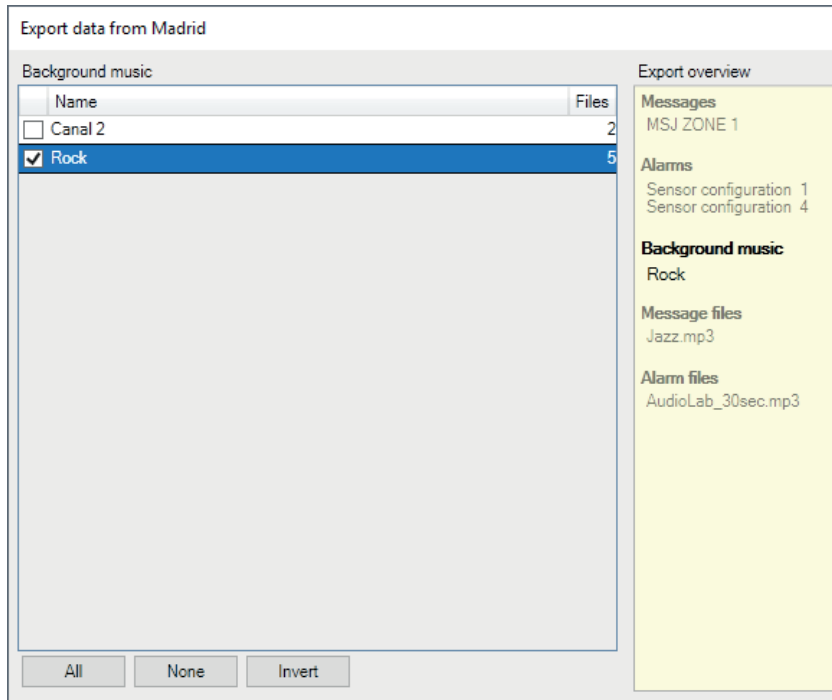 Export data from Madrid
Background music
Name Files
Canal 2 2
Rock 5
All None Invert
Export overview
Messages
MSJ ZONE 1
Alarms
Sensor configuration 1
Sensor configuration 4
Background music
Rock
Message files
Jazz.mp3
Alarm files
AudioLab_30sec.mp3